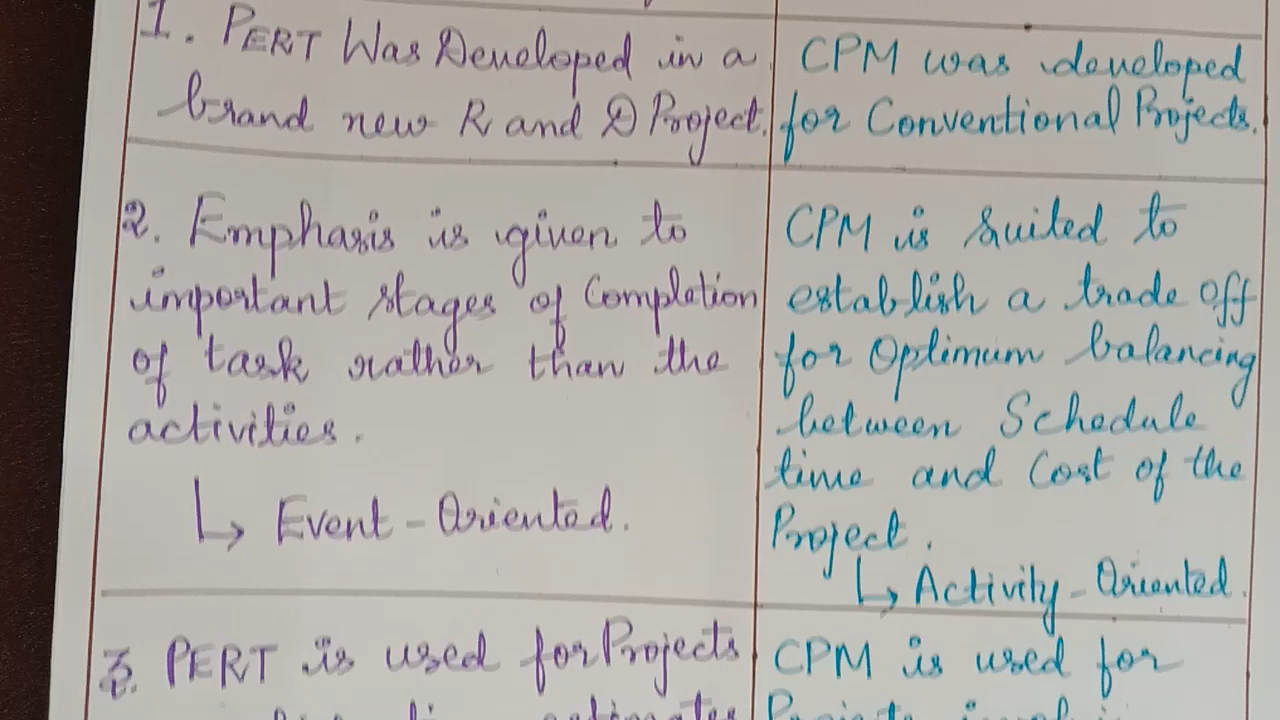 1. PERT Was Developed in a
brand new R and D Project.
CPM was developed
for Conventional Projects.
2. Emphasis is given to
important stages of Completion
of task rather than the
activities.
↳ Event-Oriented.
CPM is suited to
establish a trade off
for Optimum balancing
between Schedule
time and Cost of the
Project.
↳ Activity-Oriented.
3. PERT is used for Projects
estimates
CPM is used for
Projects